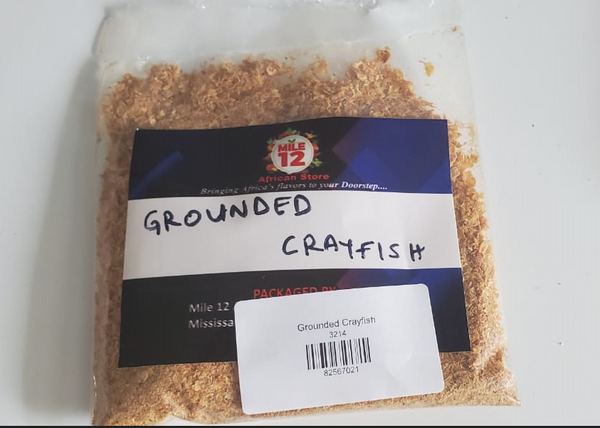 MILE
12
African Store
Bringing Africa's flavors to your Doorstep....
GROUNDED
CRAYFISH
PACKAGED BY
Mile 12
Mississa
Grounded Crayfish
3214
82567021